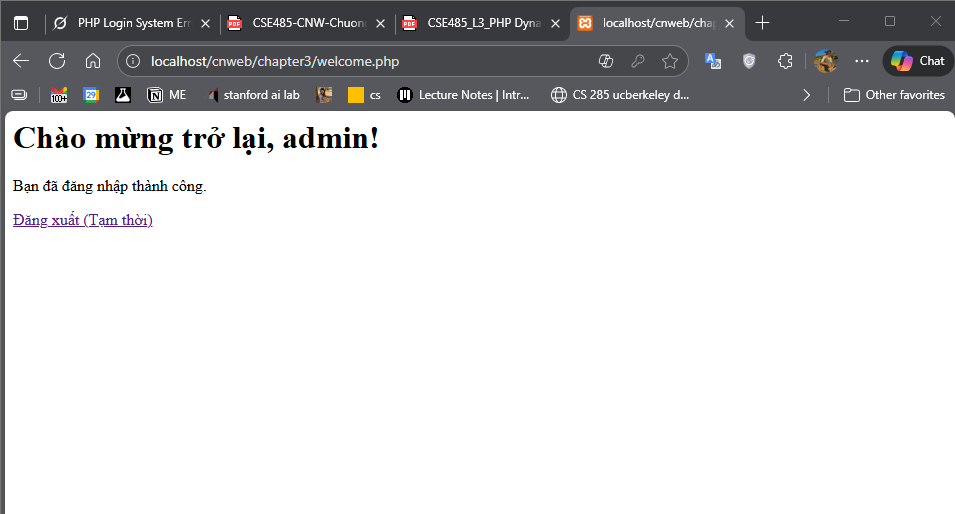 PHP Login System Err
CSE485-CNW-Chuong
CSE485_L3_PHP Dyna
localhost/cnweb/chap
localhost/cnweb/chapter3/welcome.php
Chat
ME
stanford ai lab
cs
Lecture Notes | Intr...
CS 285 ucberkeley d...
Other favorites
Chào mừng trở lại, admin!
Bạn đã đăng nhập thành công.
Đăng xuất (Tạm thời)